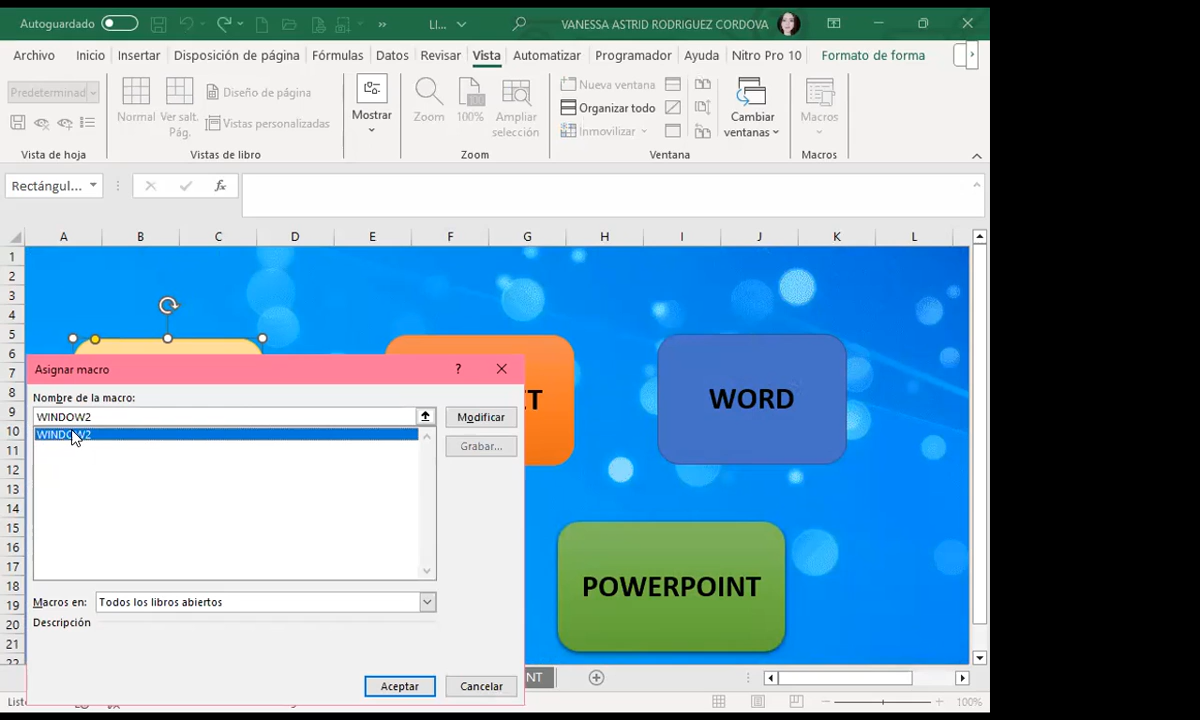 Autoguardado
LI...
VANESSA ASTRID RODRIGUEZ CORDOVA
Archivo Inicio Insertar Disposición de página Fórmulas Datos Revisar Vista Automatizar Programador Ayuda Nitro Pro 10 Formato de forma
Predeterminad
Normal
Ver salt. Pág.
Diseño de página
Vistas personalizadas
Mostrar
Zoom
100%
Ampliar selección
Nueva ventana
Organizar todo
Inmovilizar
Cambiar ventanas
Macros
Vista de hoja Vistas de libro Zoom Ventana Macros
Rectángul...
fx
A B C D E F G H I J K L
1
2
3
4
5
6
7
8
9
10
11
12
13
14
15
16
17
18
19
20
21
22
WORD
POWERPOINT
Asignar macro
?
Nombre de la macro:
WINDOW2
Modificar
WINDOW2
Grabar...
Macros en: Todos los libros abiertos
Descripción
Aceptar Cancelar
NT
100%